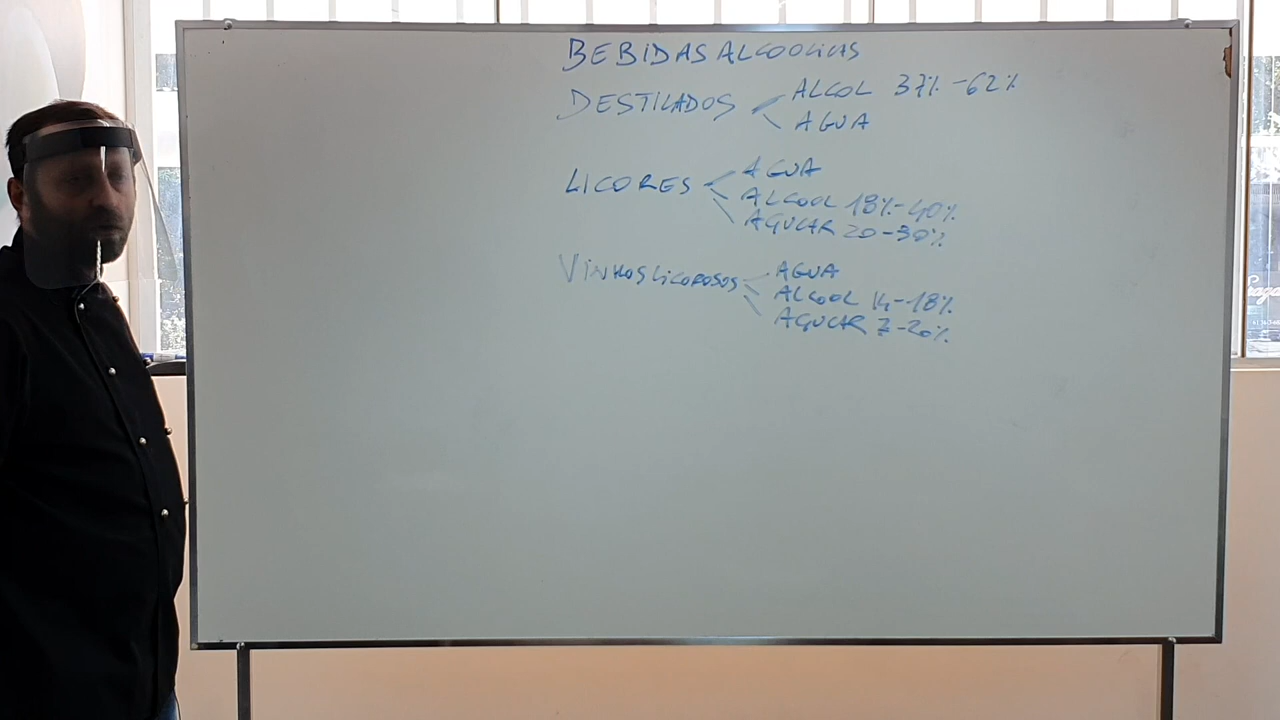 BEBIDAS ALCOOLICAS
DESTILADOS
ALCOL 37% - 62%
AGUA
LICORES
AGUA
ALCOOL 18% - 40%
AÇUCAR 20 - 30%
VINHOS LICOROSOS
AGUA
ALCOOL 14 - 18%
AÇUCAR 7 - 20%